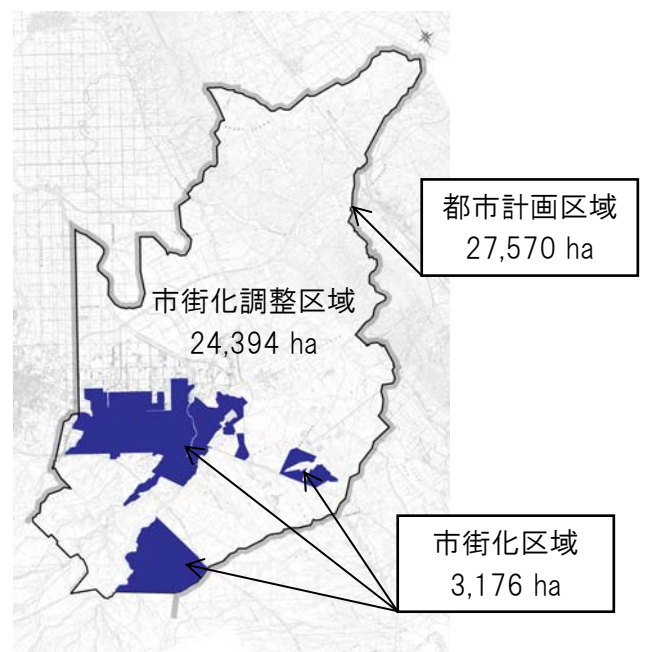 都市計画区域
27,570 ha
市街化調整区域
24,394 ha
市街化区域
3,176 ha